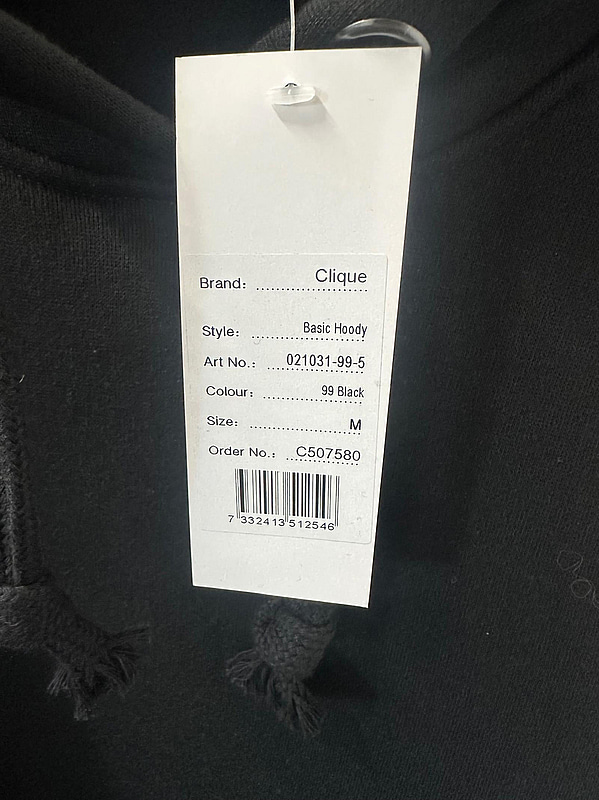 Brand: Clique
Style: Basic Hoody
Art No.: 021031-99-5
Colour: 99 Black
Size: M
Order No.: C507580
7 332413 512546